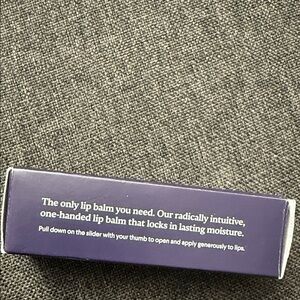 The only lip balm you need. Our radically intuitive,
one-handed lip balm that locks in lasting moisture.
Pull down on the slider with your thumb to open and apply generously to lips.